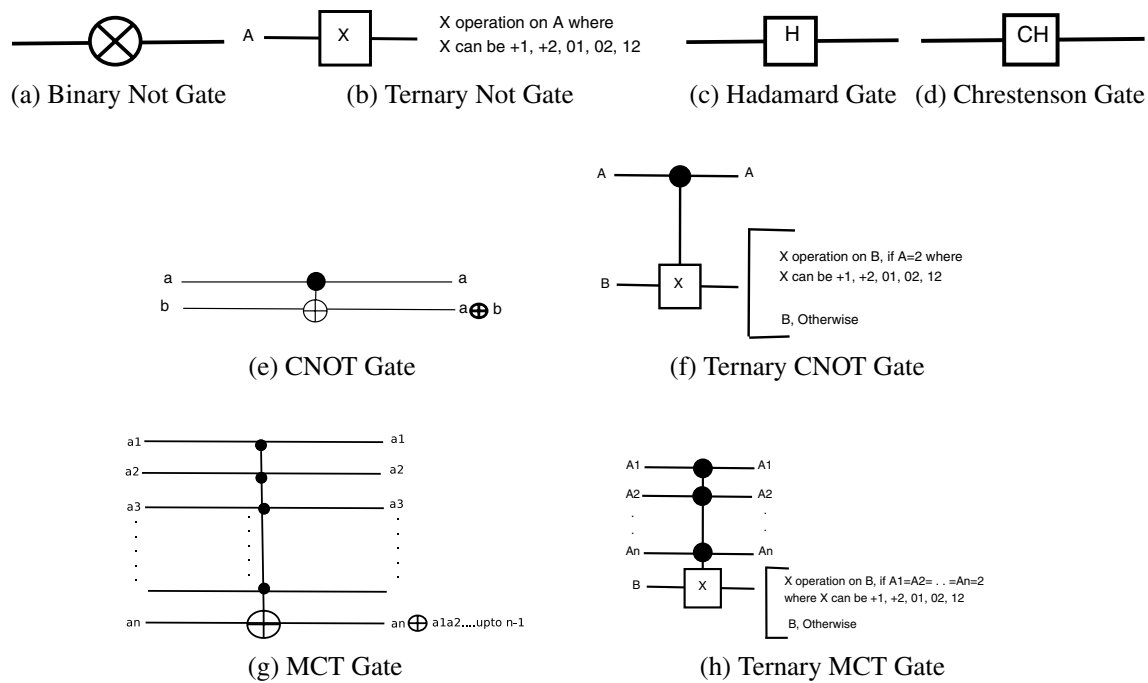 A
X
X operation on A where
X can be +1, +2, 01, 02, 12
H
CH
(a) Binary Not Gate
(b) Ternary Not Gate
(c) Hadamard Gate
(d) Chrestenson Gate
a
a
b
a ⊕ b
(e) CNOT Gate
A
A
B
X
X operation on B, if A=2 where
X can be +1, +2, 01, 02, 12
B, Otherwise
(f) Ternary CNOT Gate
a1
a1
a2
a2
a3
a3
an
an ⊕ a1a2....upto n-1
(g) MCT Gate
A1
A1
A2
A2
An
An
B
X
X operation on B, if A1=A2= . . =An=2
where X can be +1, +2, 01, 02, 12
B, Otherwise
(h) Ternary MCT Gate